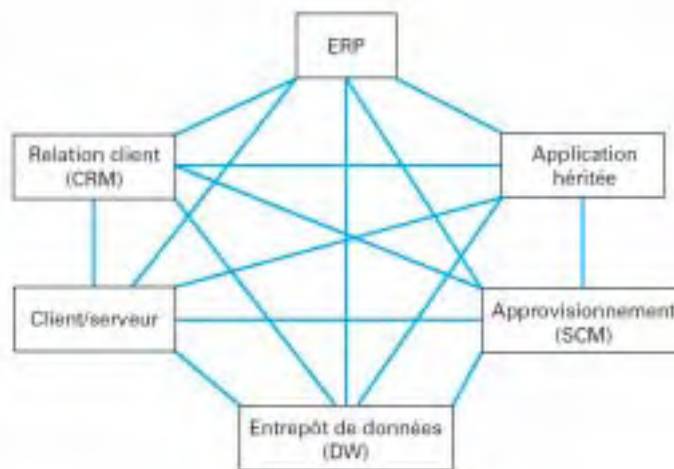 ERP
Relation client
(CRM)
Application
héritée
Client/serveur
Approvisionnement
(SCM)
Entrepôt de données
(DW)